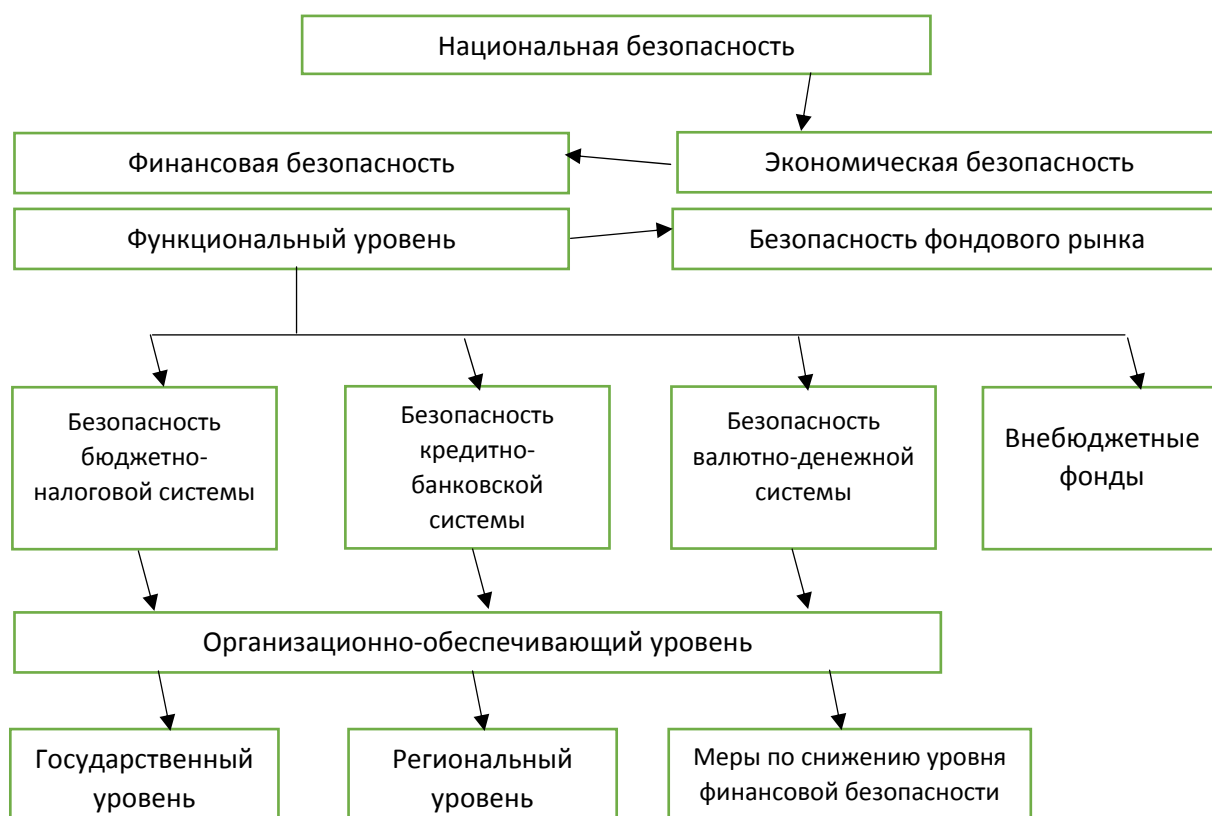 Национальная безопасность
Финансовая безопасность
Экономическая безопасность
Функциональный уровень
Безопасность фондового рынка
Безопасность
бюджетно-
налоговой системы
Безопасность
кредитно-
банковской
системы
Безопасность
валютно-денежной
системы
Внебюджетные
фонды
Организационно-обеспечивающий уровень
Государственный
уровень
Региональный
уровень
Меры по снижению уровня
финансовой безопасности